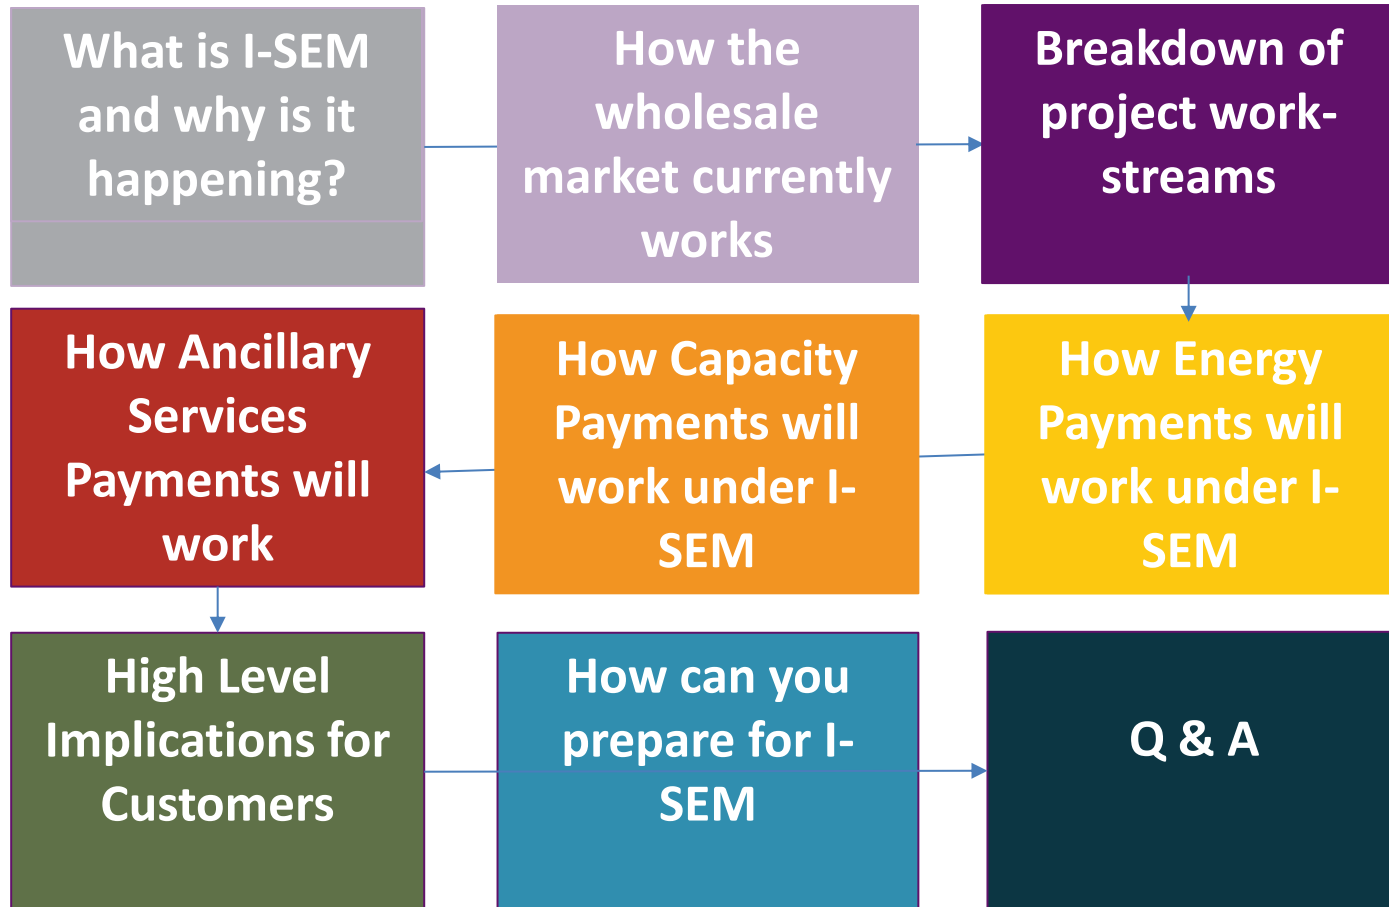 What is I-SEM
and why is it
happening?
How the
wholesale
market currently
works
Breakdown of
project work-
streams
How Ancillary
Services
Payments will
work
How Capacity
Payments will
work under I-
SEM
How Energy
Payments will
work under I-
SEM
High Level
Implications for
Customers
How can you
prepare for I-
SEM
Q & A